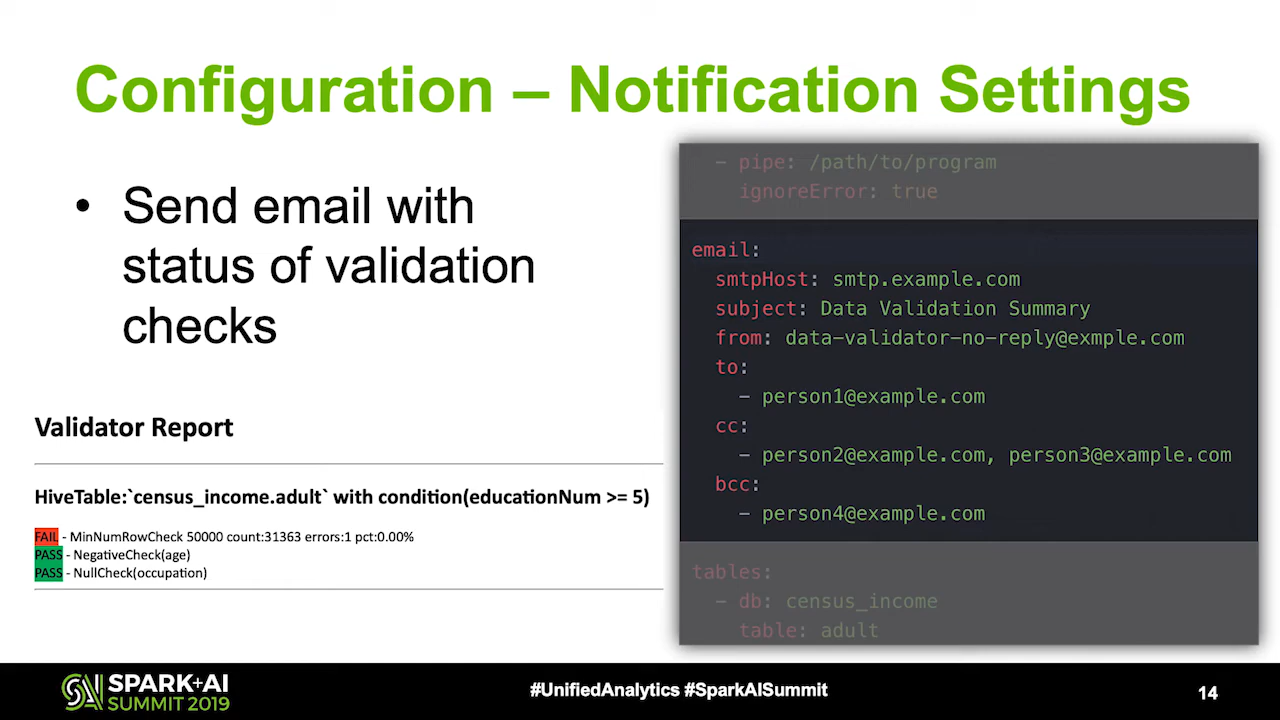 Configuration – Notification Settings
• Send email with
status of validation
checks
Validator Report
HiveTable:`census_income.adult` with condition(educationNum >= 5)
FAIL - MinNumRowCheck 50000 count:31363 errors:1 pct:0.00%
PASS - NegativeCheck(age)
PASS - NullCheck(occupation)
- pipe: /path/to/program
ignoreError: true
email:
smtpHost: smtp.example.com
subject: Data Validation Summary
from: data-validator-no-reply@exmple.com
to:
- person1@example.com
cc:
- person2@example.com, person3@example.com
bcc:
- person4@example.com
tables:
- db: census_income
table: adult
SPARK+AI
SUMMIT 2019
#UnifiedAnalytics #SparkAISummit
14